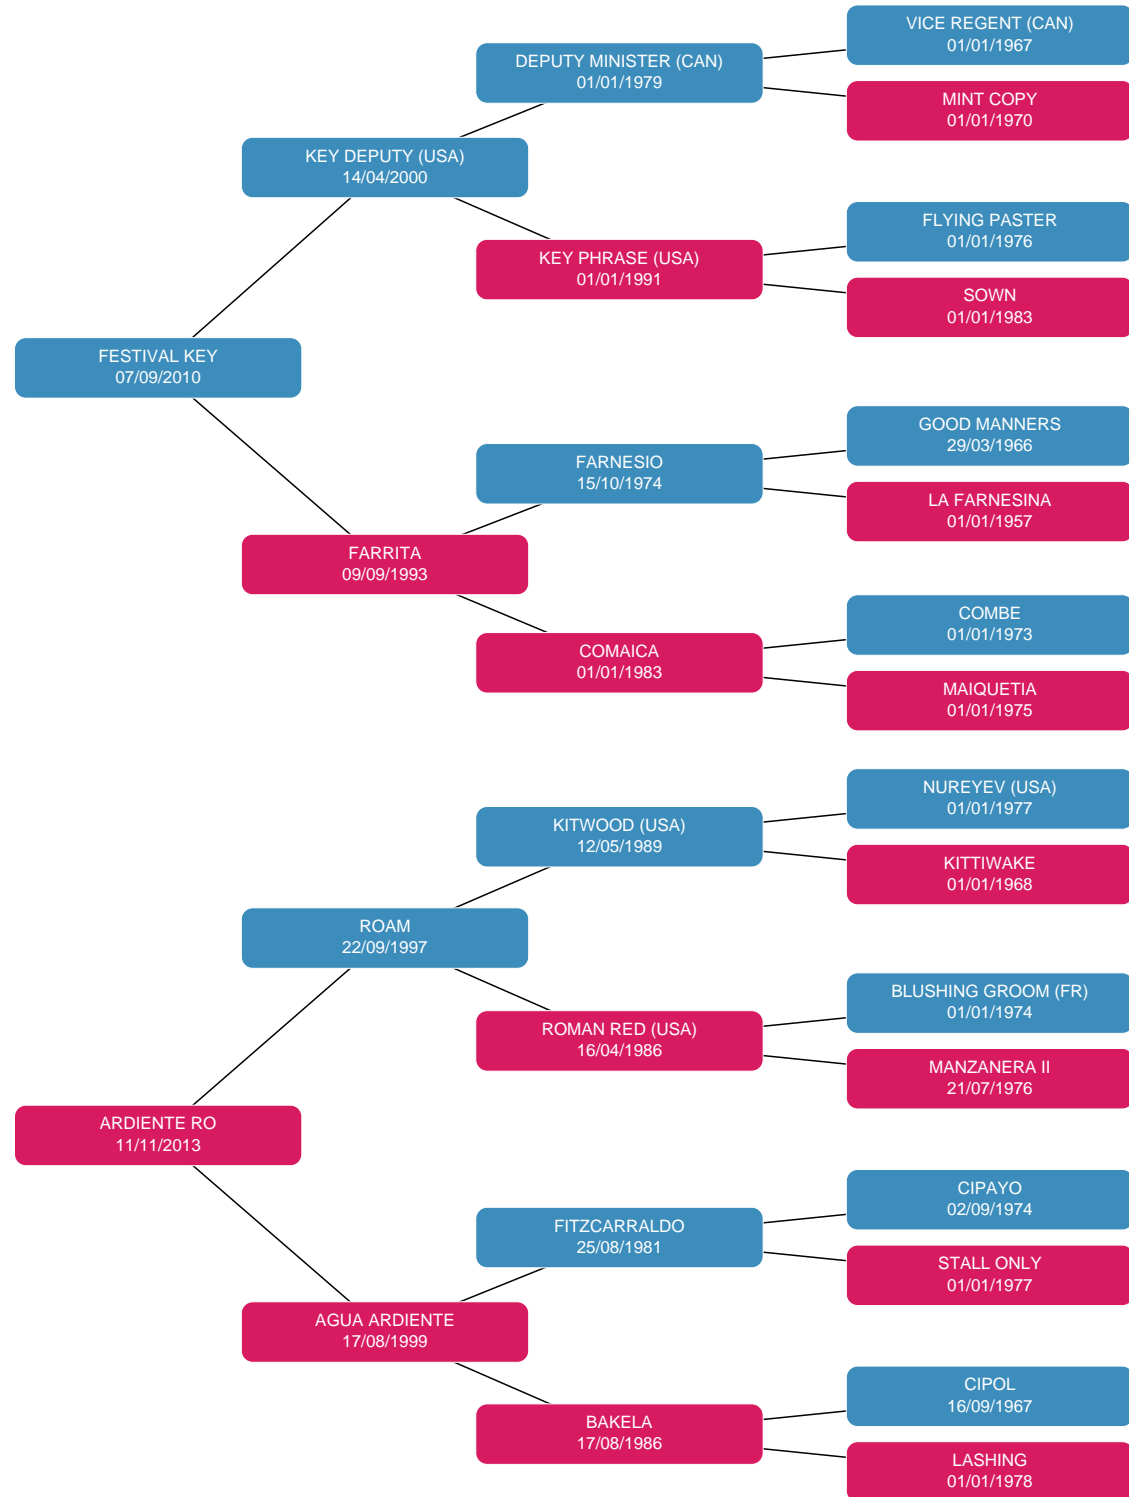 VICE REGENT (CAN)
01/01/1967
DEPUTY MINISTER (CAN)
01/01/1979
MINT COPY
01/01/1970
KEY DEPUTY (USA)
14/04/2000
FLYING PASTER
01/01/1976
KEY PHRASE (USA)
01/01/1991
SOWN
01/01/1983
FESTIVAL KEY
07/09/2010
GOOD MANNERS
29/03/1966
FARNESIO
15/10/1974
LA FARNESINA
01/01/1957
FARRITA
09/09/1993
COMBE
01/01/1973
COMAICA
01/01/1983
MAIQUETIA
01/01/1975
NUREYEV (USA)
01/01/1977
KITWOOD (USA)
12/05/1989
KITTIWAKE
01/01/1968
ROAM
22/09/1997
BLUSHING GROOM (FR)
01/01/1974
ROMAN RED (USA)
16/04/1986
MANZANERA II
21/07/1976
ARDIENTE RO
11/11/2013
CIPAYO
02/09/1974
FITZCARRALDO
25/08/1981
STALL ONLY
01/01/1977
AGUA ARDIENTE
17/08/1999
CIPOL
16/09/1967
BAKELA
17/08/1986
LASHING
01/01/1978